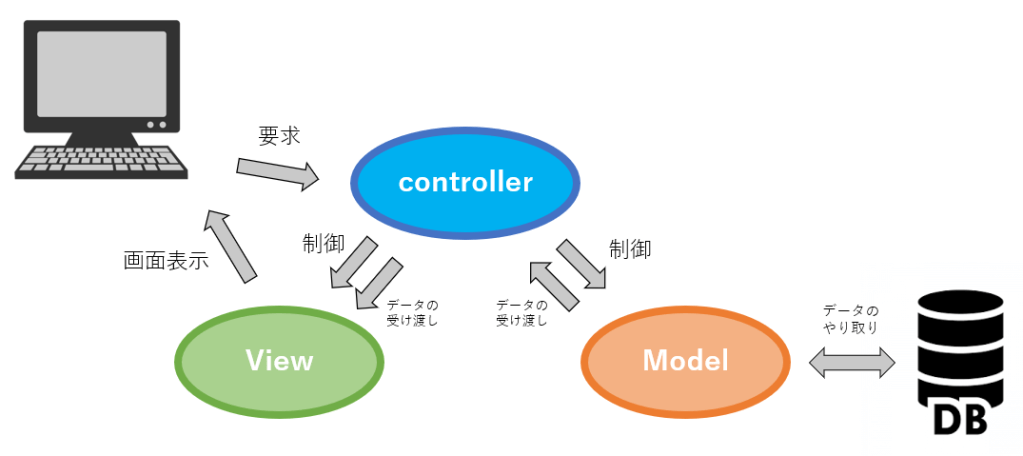 要求
controller
制御
制御
画面表示
データの
受け渡し
データの
受け渡し
データの
やり取り
View
Model
DB